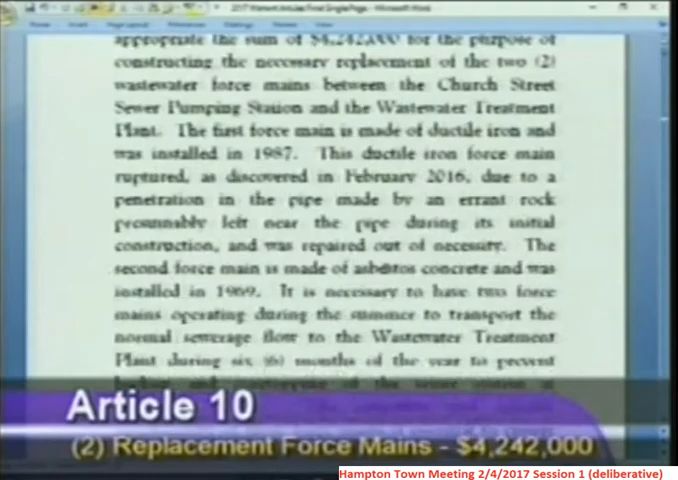 appropriate the sum of $4,242,000 for the purpose of
constructing the necessary replacement of the two (2)
wastewater force mains between the Church Street
Sewer Pumping Station and the Wastewater Treatment
Plant. The first force main is made of ductile iron and
was installed in 1987. This ductile iron force main
ruptured, as discovered in February 2016, due to a
penetration in the pipe made by an errant rock
presumably left near the pipe during its initial
construction, and was repaired out of necessity. The
second force main is made of asbestos concrete and was
installed in 1969. It is necessary to have two force
mains operating during the summer to transport the
normal sewerage flow to the Wastewater Treatment
Plant during six (6) months of the year to prevent
Article 10
(2) Replacement Force Mains - $4,242,000
Hampton Town Meeting 2/4/2017 Session 1 (deliberative)